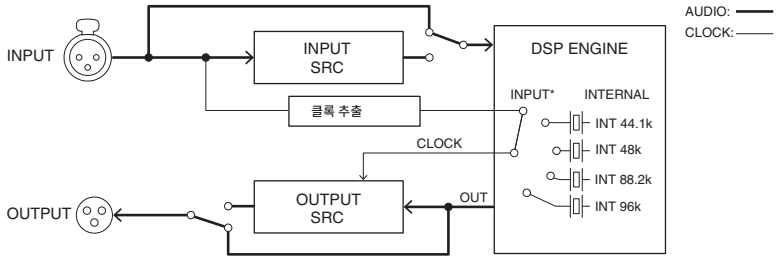 AUDIO:
CLOCK:
INPUT
INPUT
SRC
DSP ENGINE
클록 추출
INPUT*
INTERNAL
INT 44.1k
INT 48k
INT 88.2k
INT 96k
CLOCK
OUTPUT
OUTPUT
SRC
OUT